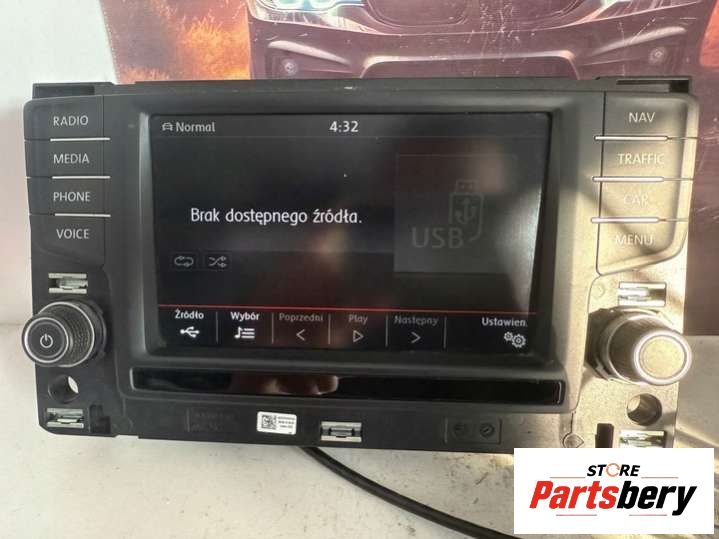 RADIO
MEDIA
PHONE
VOICE
NAV
TRAFFIC
CAR
MENU
Normal 4:32
Brak dostępnego źródła.
USB
Źródło Wybór Poprzedni Play Następny Ustawien.
STORE
Partsbery